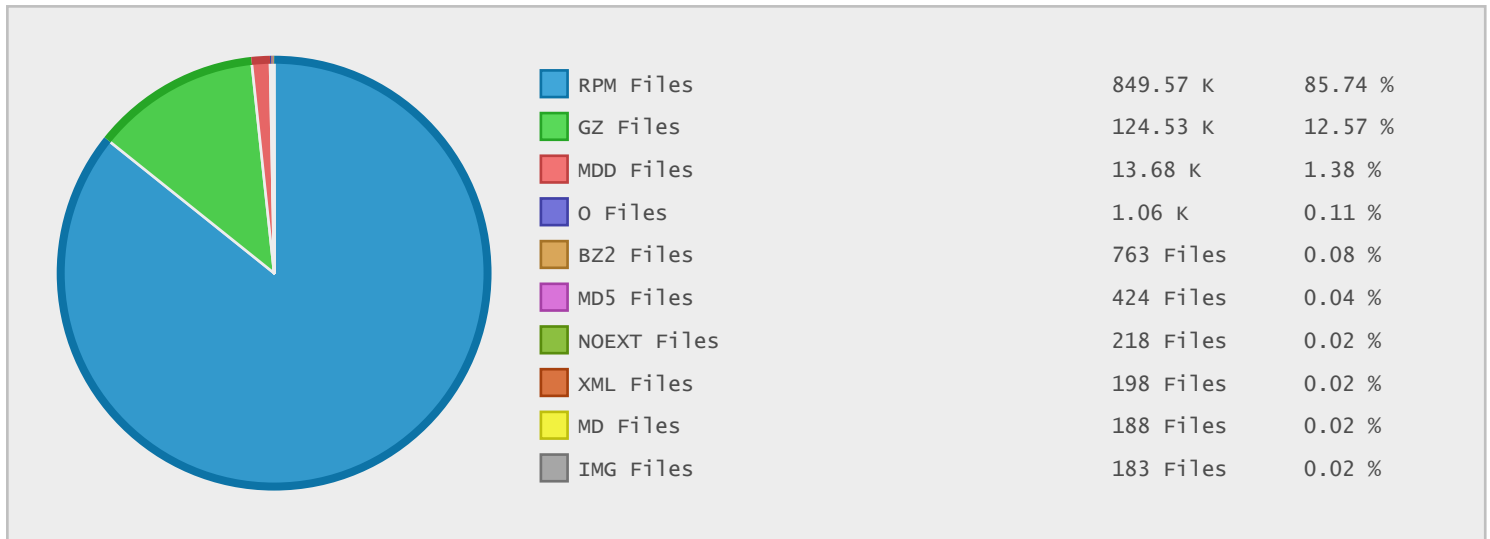 RPM Files 849.57 K 85.74 %
GZ Files 124.53 K 12.57 %
MDD Files 13.68 K 1.38 %
O Files 1.06 K 0.11 %
BZ2 Files 763 Files 0.08 %
MD5 Files 424 Files 0.04 %
NOEXT Files 218 Files 0.02 %
XML Files 198 Files 0.02 %
MD Files 188 Files 0.02 %
IMG Files 183 Files 0.02 %